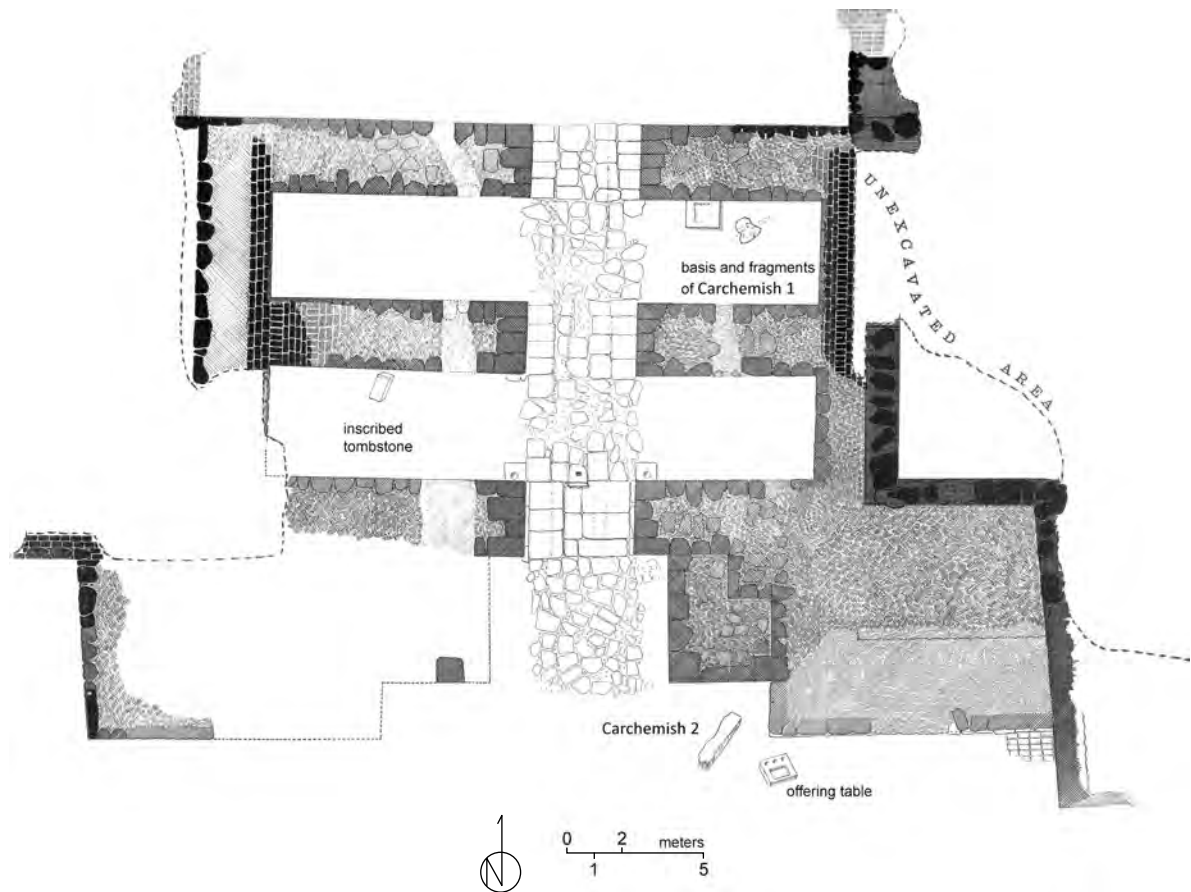 UNEXCAVATED AREA
basis and fragments
of Carchemish 1
inscribed
tombstone
Carchemish 2
offering table
N
0 2 meters
1 5